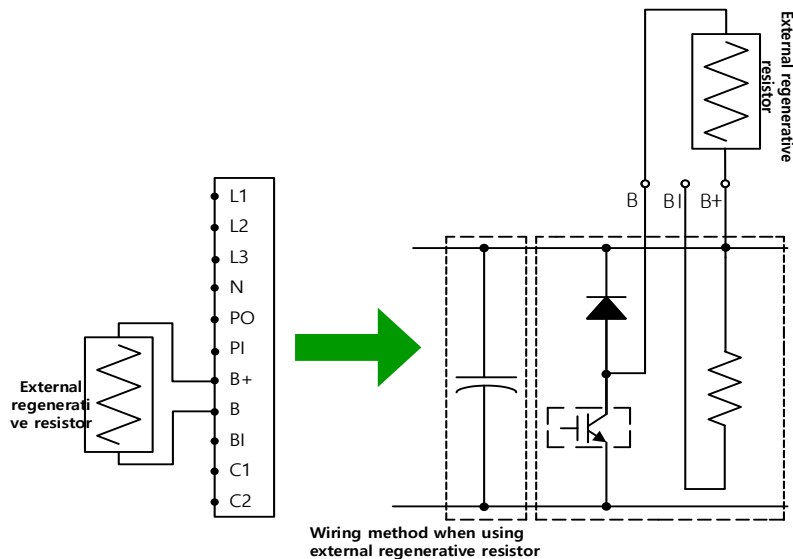 External regenerative
resistor
B
BI
B+
L1
L2
L3
N
PO
PI
B+
B
BI
C1
C2
External
regenerati
ve resistor
Wiring method when using
external regenerative resistor